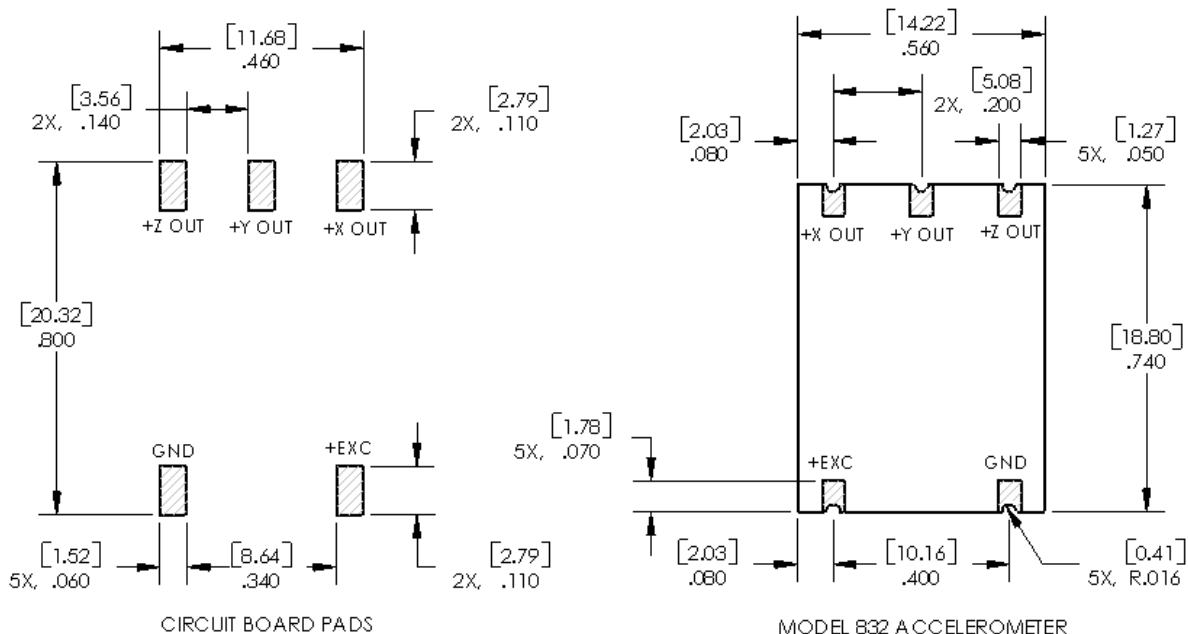 [11.68]
.460
[3.56]
2X, .140
[2.79]
2X, .110
+Z OUT
+Y OUT
+X OUT
[20.32]
.800
GND
+EXC
[1.52]
5X, .060
[8.64]
.340
[2.79]
2X, .110
CIRCUIT BOARD PADS
[14.22]
.560
[5.08]
2X, .200
[2.03]
.080
[1.27]
5X, .050
+X OUT
+Y OUT
+Z OUT
[18.80]
.740
[1.78]
5X, .070
+EXC
GND
[2.03]
.080
[10.16]
.400
[0.41]
5X, R.016
MODEL 832 ACCELEROMETER